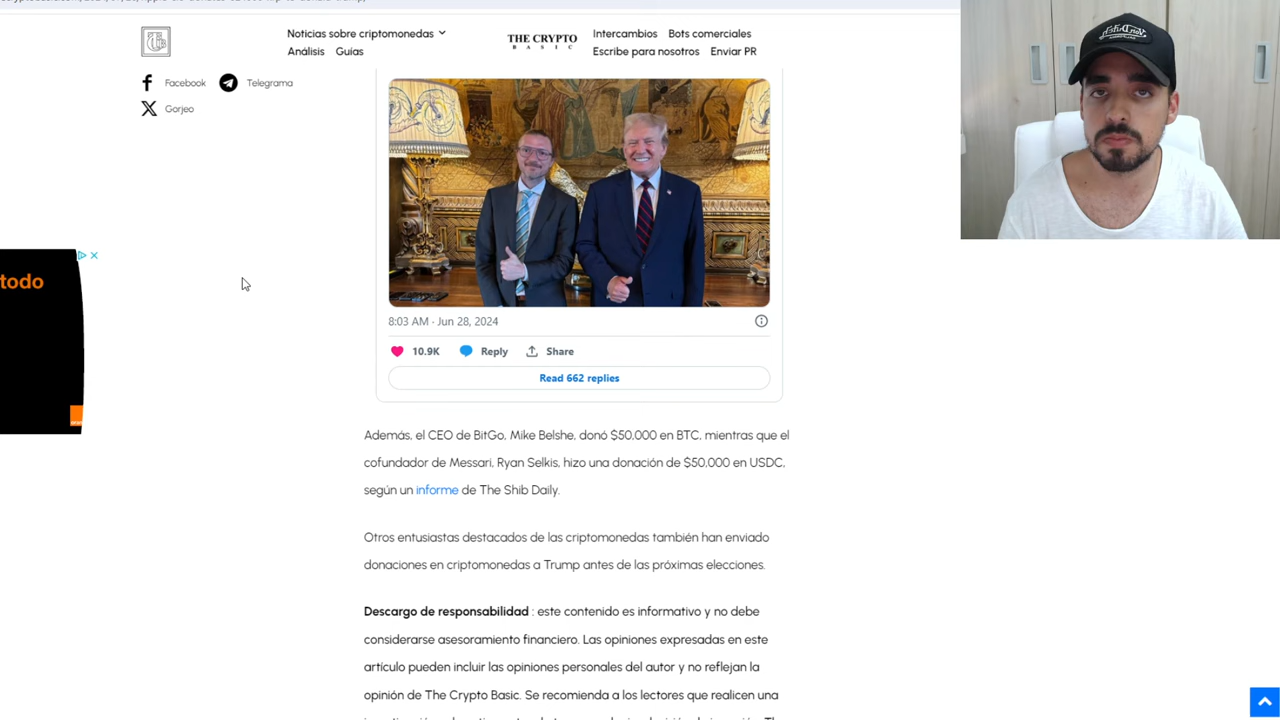 Noticias sobre criptomonedas
Análisis Guias
THE CRYPTO
BASIC
Intercambios Bots comerciales
Escribe para nosotros Enviar PR
Facebook Telegrama
Gorjeo
todo
8:03 AM · Jun 28, 2024
10.9K Reply Share
Read 662 replies
Además, el CEO de BitGo, Mike Belshe, donó $50,000 en BTC, mientras que el
cofundador de Messari, Ryan Selkis, hizo una donación de $50,000 en USDC,
según un informe de The Shib Daily.
Otros entusiastas destacados de las criptomonedas también han enviado
donaciones en criptomonedas a Trump antes de las próximas elecciones.
Descargo de responsabilidad : este contenido es informativo y no debe
considerarse asesoramiento financiero. Las opiniones expresadas en este
artículo pueden incluir las opiniones personales del autor y no reflejan la
opinión de The Crypto Basic. Se recomienda a los lectores que realicen una